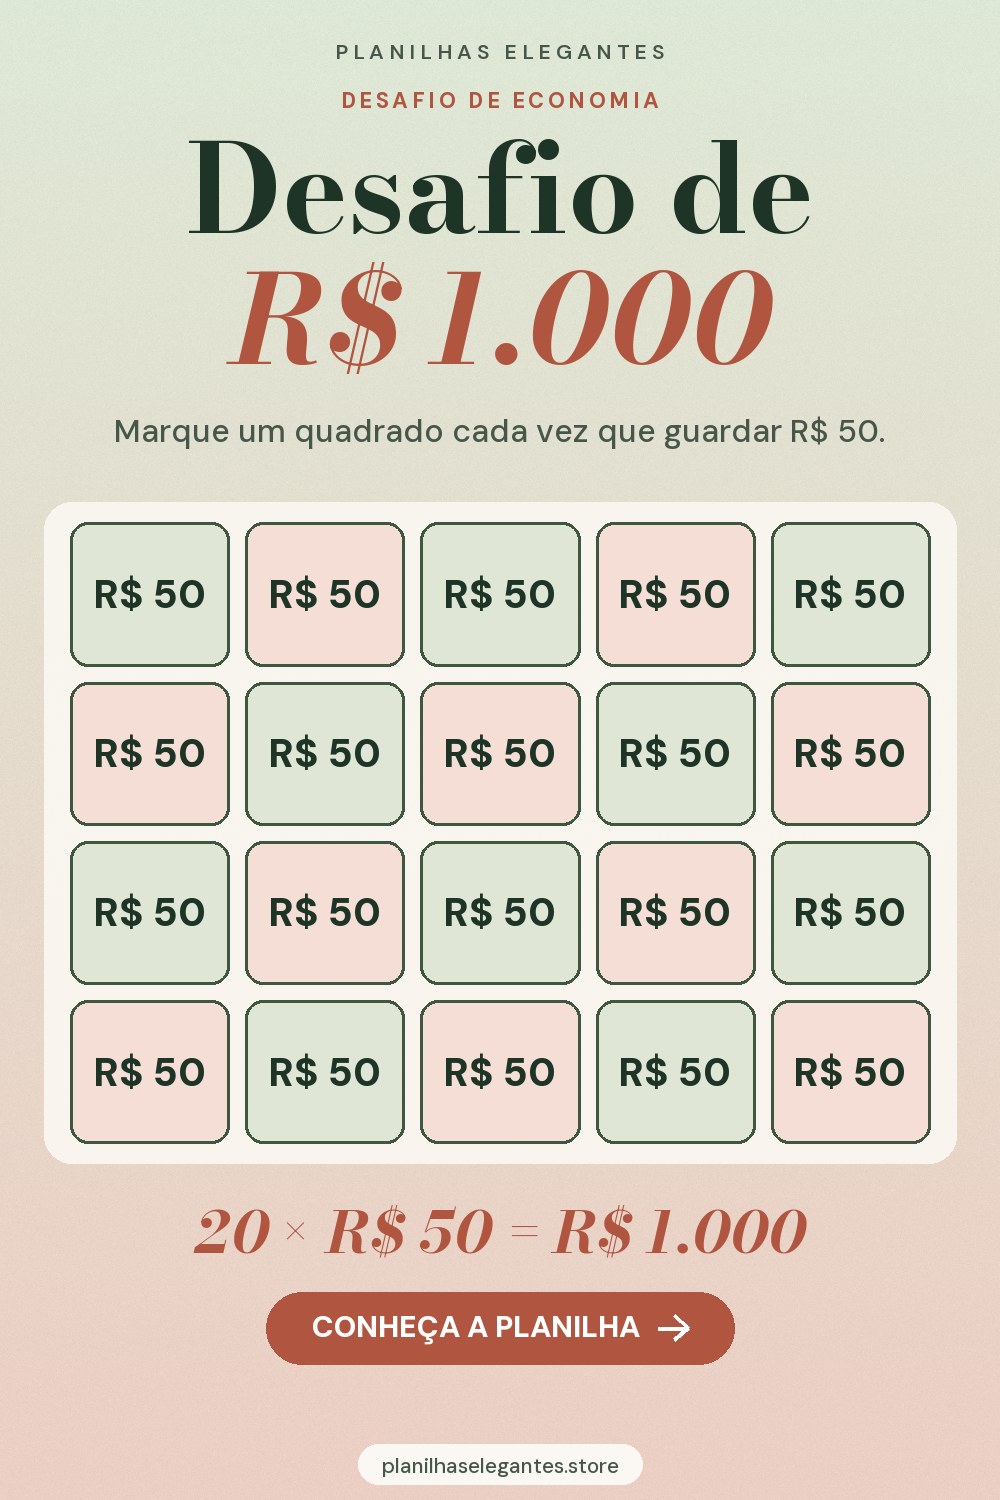 PLANILHAS ELEGANTES
DESAFIO DE ECONOMIA
Desafio de
R$ 1.000
Marque um quadrado cada vez que guardar R$ 50.
R$ 50 R$ 50 R$ 50 R$ 50 R$ 50
R$ 50 R$ 50 R$ 50 R$ 50 R$ 50
R$ 50 R$ 50 R$ 50 R$ 50 R$ 50
R$ 50 R$ 50 R$ 50 R$ 50 R$ 50
20 × R$ 50 = R$ 1.000
CONHEÇA A PLANILHA →
planilhaselegantes.store